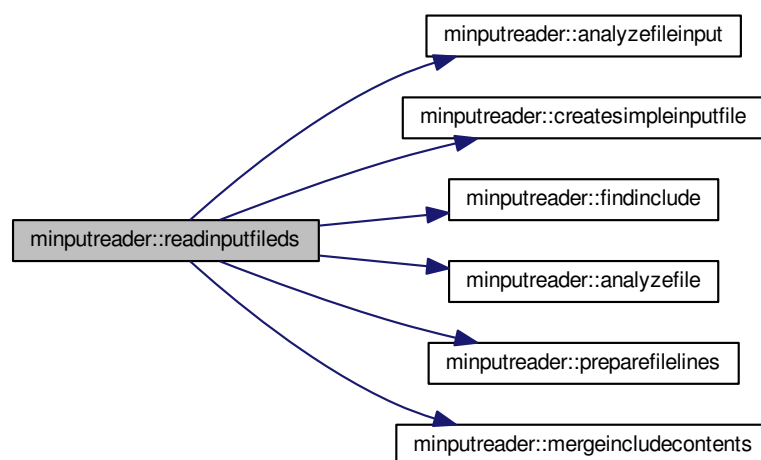 minputreader::analyzefileinput
minputreader::createsimpleinputfile
minputreader::findinclude
minputreader::readinputfileds
minputreader::analyzefile
minputreader::preparefilelines
minputreader::mergeincludecontents